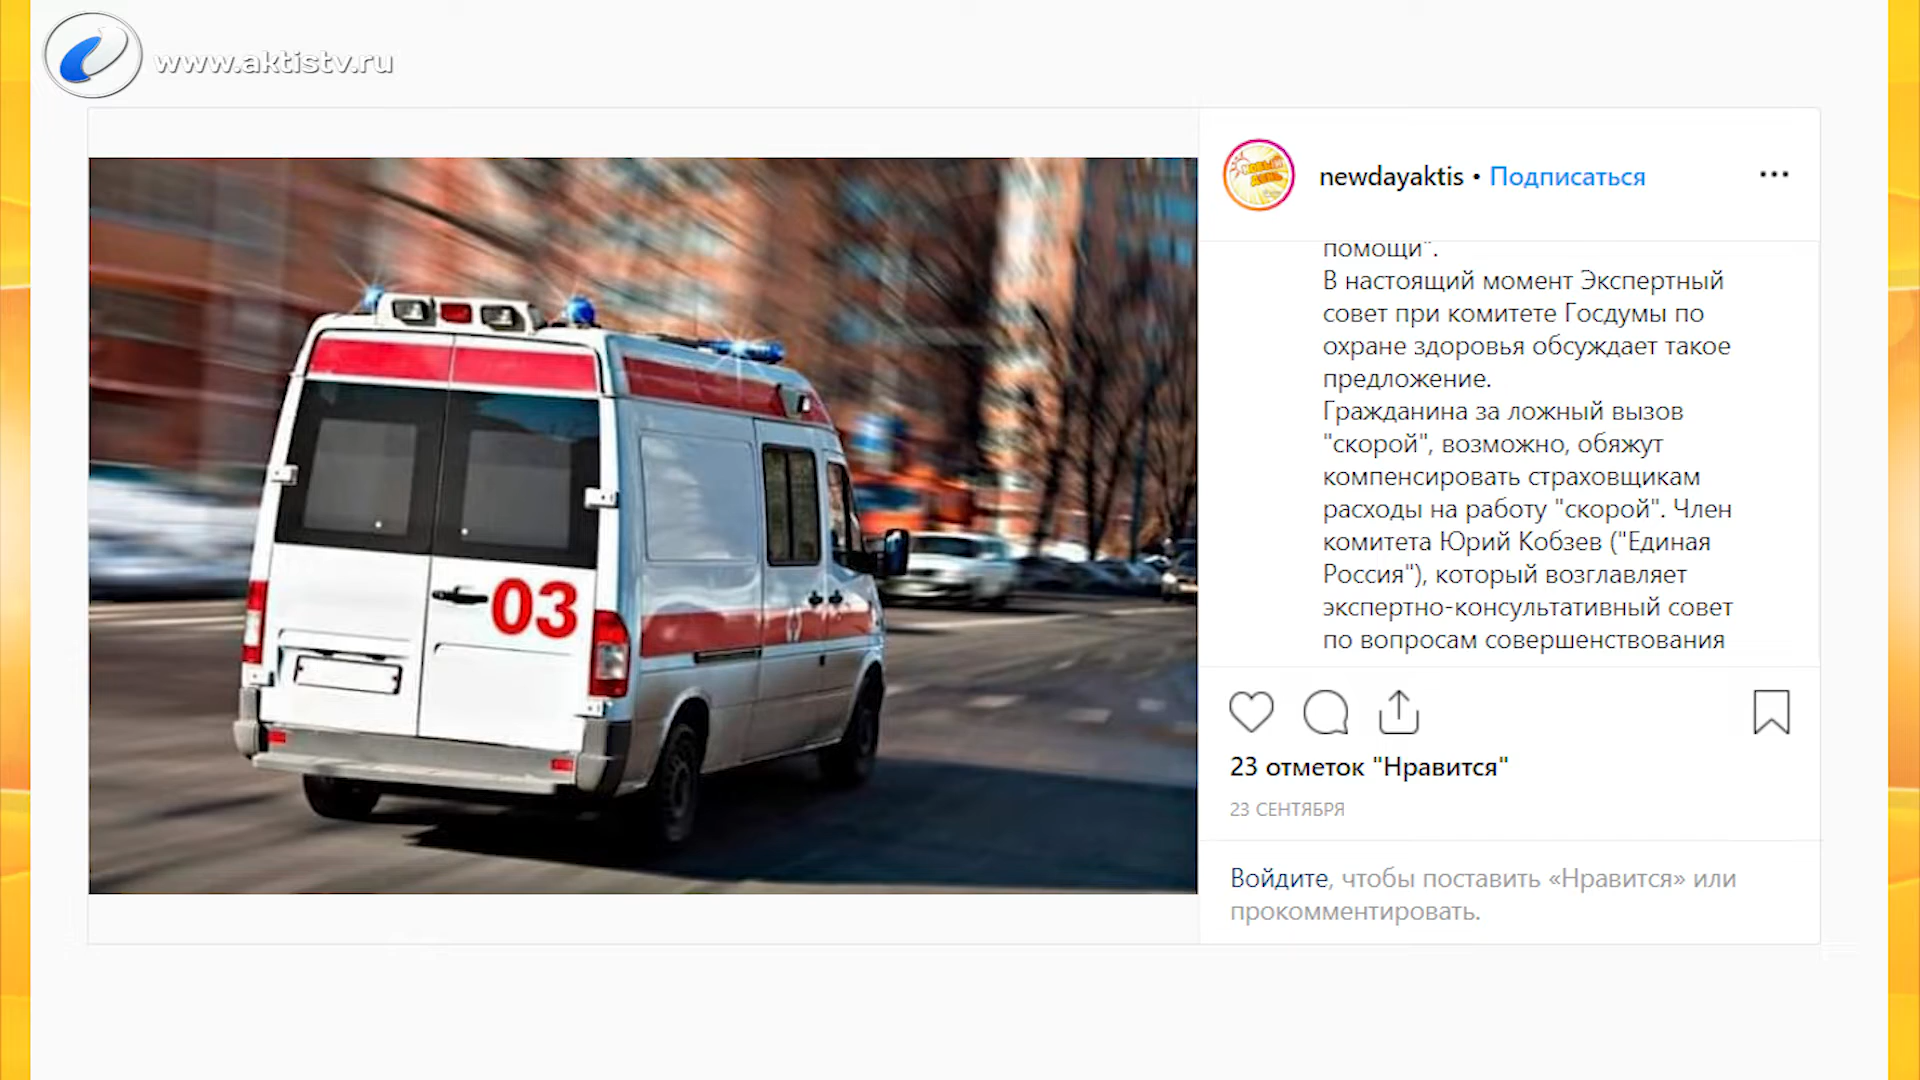 www.aktistv.ru
03
НОВЫЙ
ДЕНЬ
newdayaktis • Подписаться
помощи".
В настоящий момент Экспертный
совет при комитете Госдумы по
охране здоровья обсуждает такое
предложение.
Гражданина за ложный вызов
"скорой", возможно, обяжут
компенсировать страховщикам
расходы на работу "скорой". Член
комитета Юрий Кобзев ("Единая
Россия"), который возглавляет
экспертно-консультативный совет
по вопросам совершенствования
23 отметок "Нравится"
23 СЕНТЯБРЯ
Войдите, чтобы поставить «Нравится» или
прокомментировать.